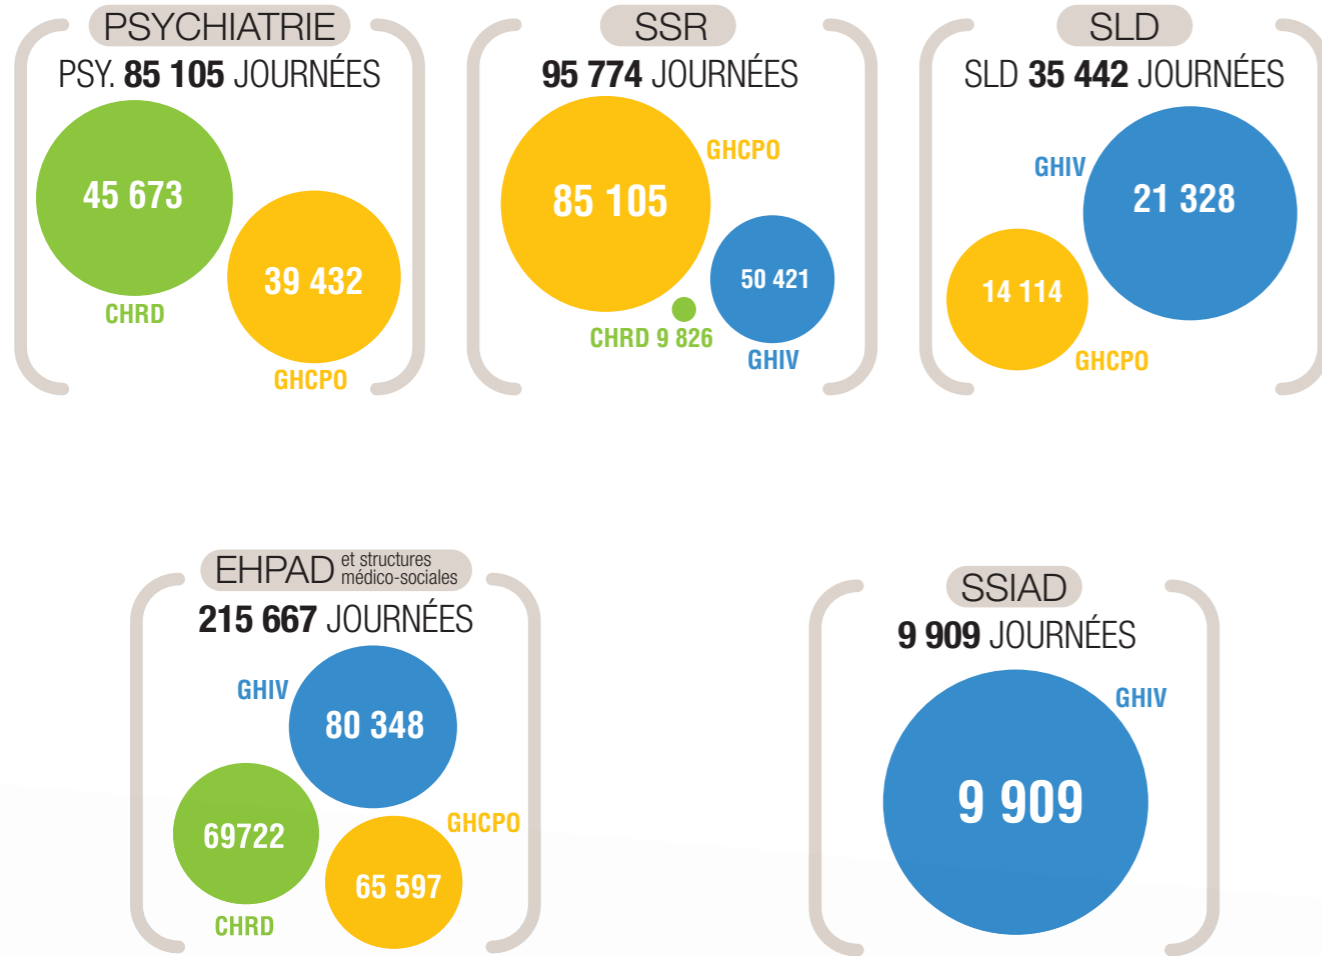 PSYCHIATRIE
PSY. 85 105 JOURNÉES
45 673
CHRD
39 432
GHCPO
SSR
95 774 JOURNÉES
GHCPO
85 105
50 421
CHRD 9 826
GHIV
SLD
SLD 35 442 JOURNÉES
GHIV
21 328
14 114
GHCPO
EHPAD et structures
médico-sociales
215 667 JOURNÉES
GHIV
80 348
GHCPO
69722
65 597
CHRD
SSIAD
9 909 JOURNÉES
GHIV
9 909